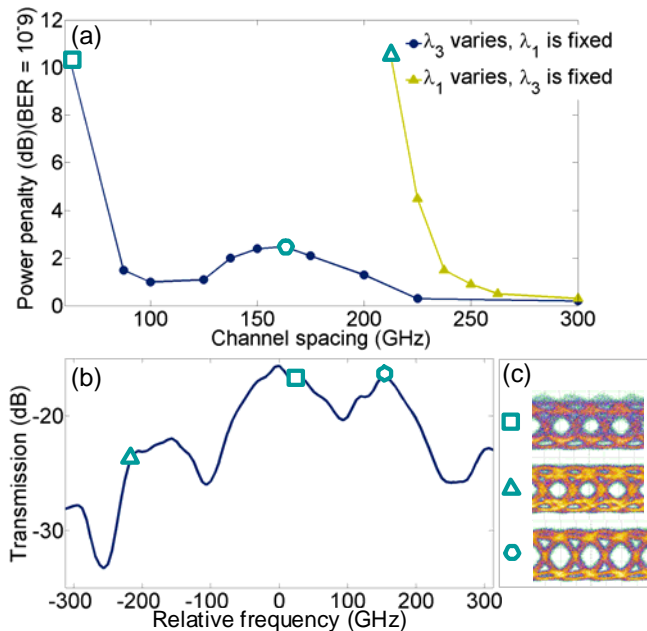 (a)
λ3 varies, λ1 is fixed
λ1 varies, λ3 is fixed
Power penalty (dB)(BER = 10-9)
12
10
8
6
4
2
0
100 150 200 250 300
Channel spacing (GHz)
(b)
Transmission (dB)
-20
-30
-300 -200 -100 0 100 200 300
Relative frequency (GHz)
(c)